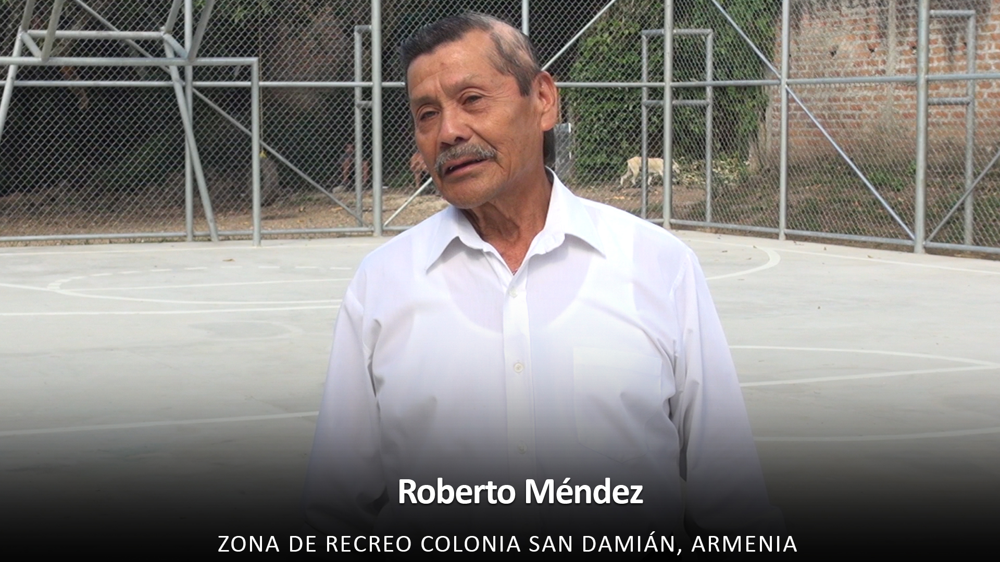 Roberto Méndez
ZONA DE RECREO COLONIA SAN DAMIÁN, ARMENIA